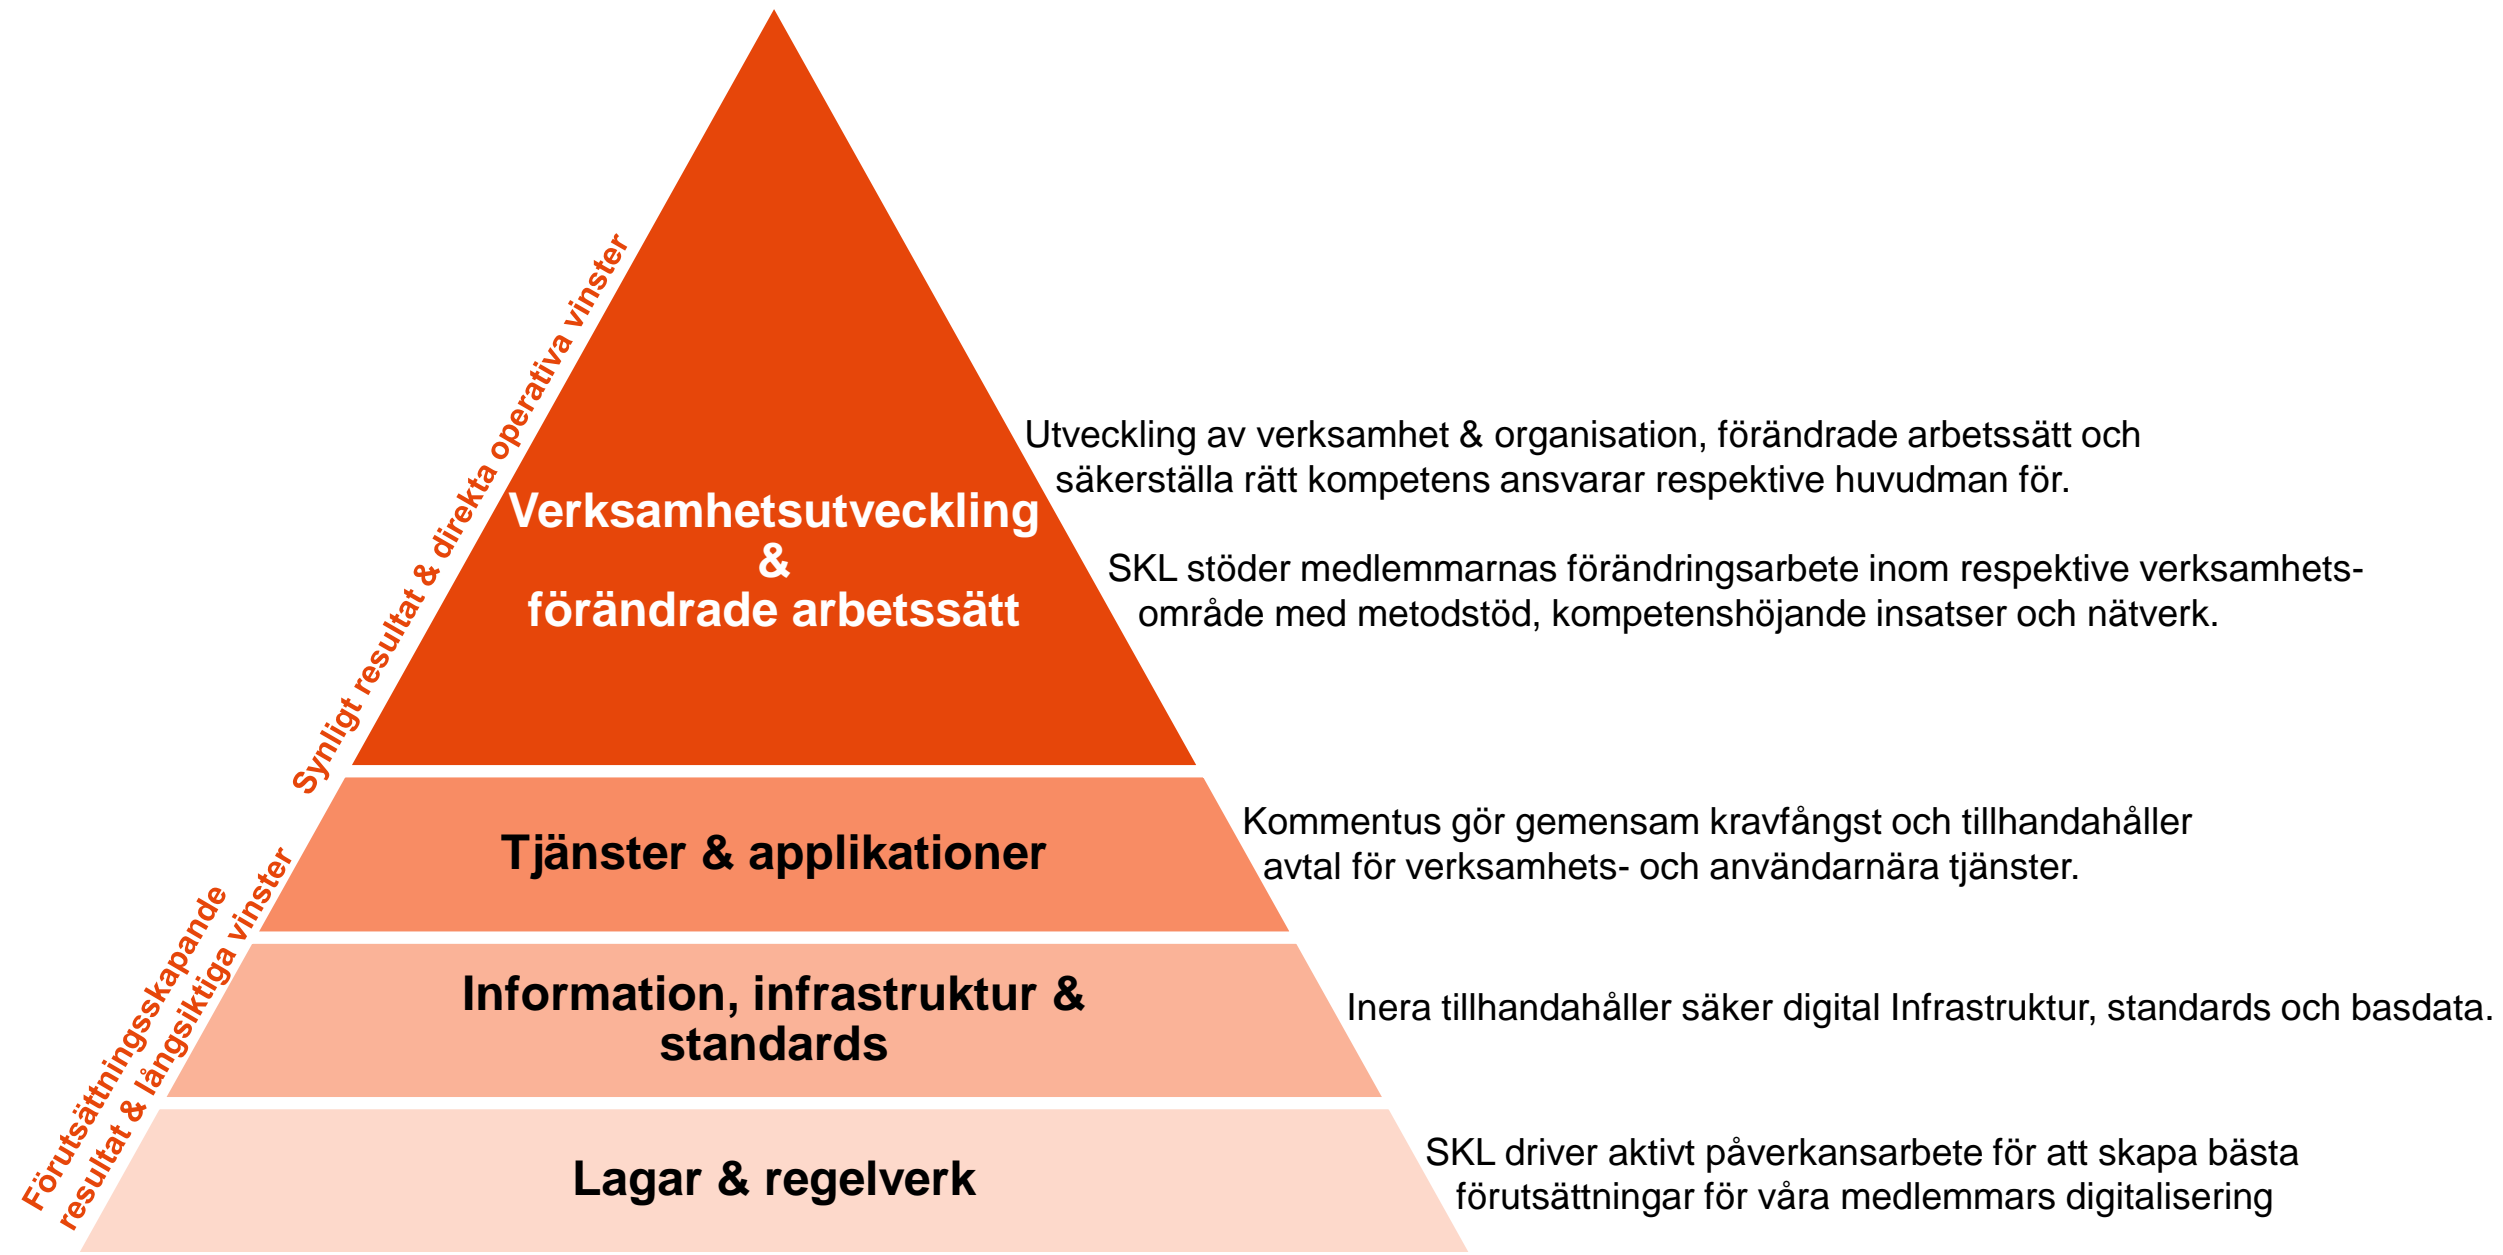 Synligt resultat & direkta operativa vinster
Verksamhetsutveckling
&
förändrade arbetssätt
Utveckling av verksamhet & organisation, förändrade arbetssätt och
säkerställa rätt kompetens ansvarar respektive huvudman för.
SKL stöder medlemmarnas förändringsarbete inom respektive verksamhets-
område med metodstöd, kompetenshöjande insatser och nätverk.
Förutsättningsskapande
resultat & långsiktiga vinster
Tjänster & applikationer
Kommentus gör gemensam kravfångst och tillhandahåller
avtal för verksamhets- och användarnära tjänster.
Information, infrastruktur &
standards
Inera tillhandahåller säker digital Infrastruktur, standards och basdata.
Lagar & regelverk
SKL driver aktivt påverkansarbete för att skapa bästa
förutsättningar för våra medlemmars digitalisering